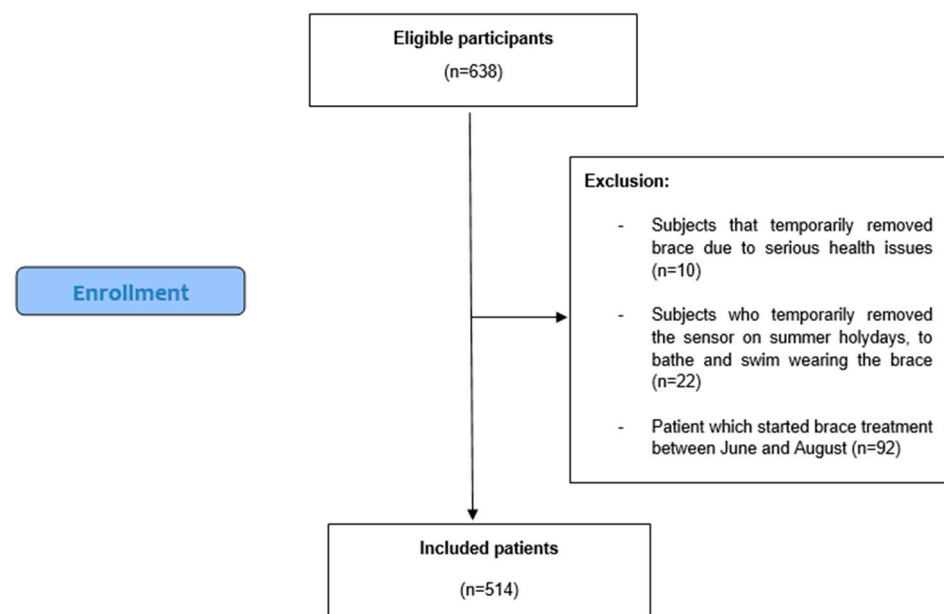 Eligible participants
(n=638)
Exclusion:
- Subjects that temporarily removed
brace due to serious health issues
(n=10)
- Subjects who temporarily removed
the sensor on summer holydays, to
bathe and swim wearing the brace
(n=22)
- Patient which started brace treatment
between June and August (n=92)
Enrollment
Included patients
(n=514)